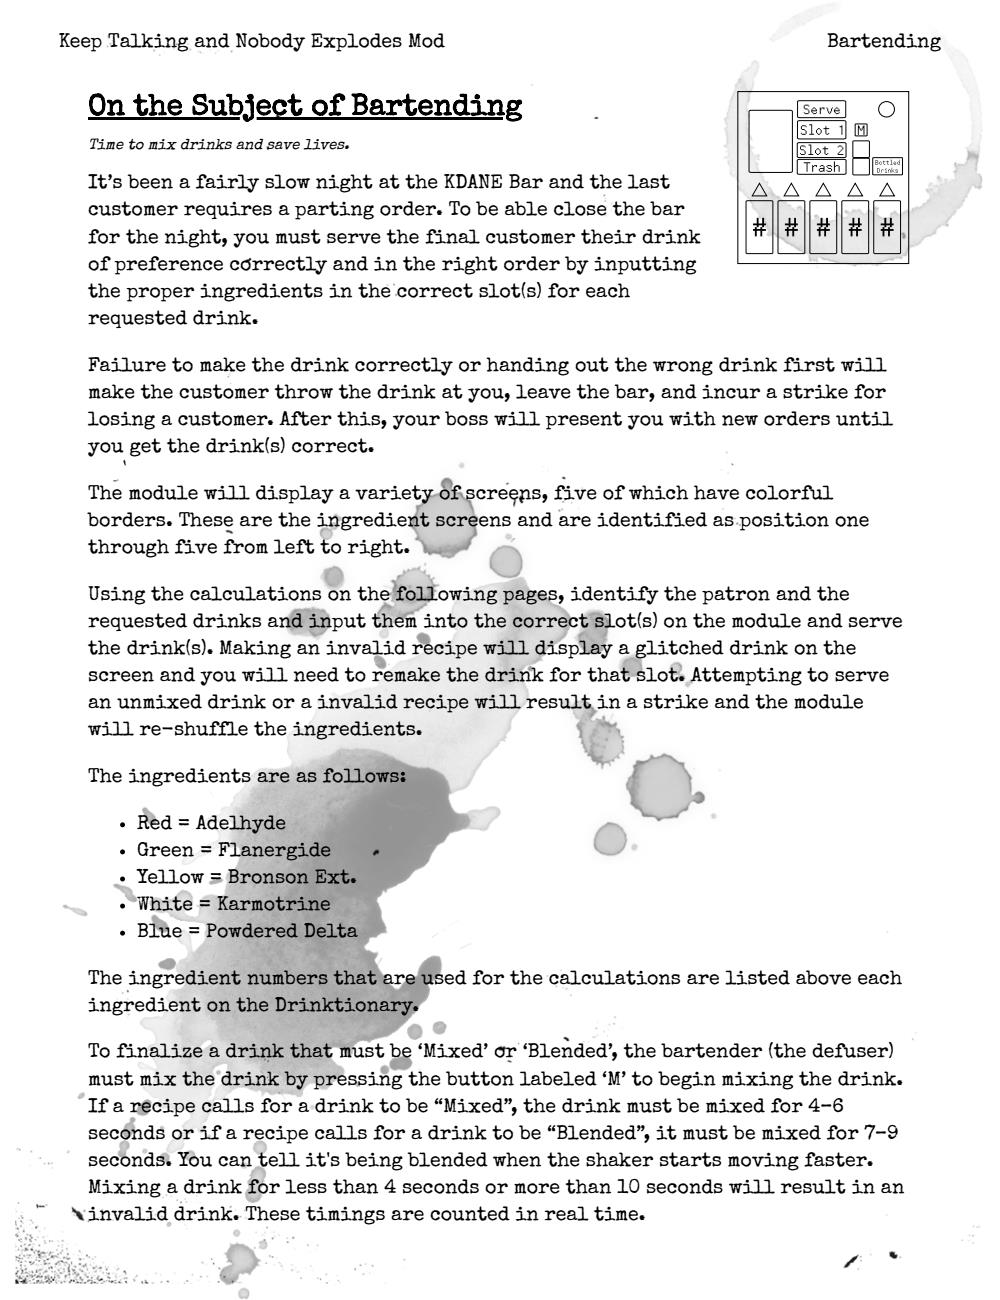 Keep Talking and Nobody Explodes Mod
Bartending
On the Subject of Bartending
Time to mix drinks and save lives.
Serve
Slot 1
M
Slot 2
Trash
Bottled
Drinks
# # # # #
It's been a fairly slow night at the KDANE Bar and the last
customer requires a parting order. To be able close the bar
for the night, you must serve the final customer their drink
of preference correctly and in the right order by inputting
the proper ingredients in the correct slot(s) for each
requested drink.
Failure to make the drink correctly or handing out the wrong drink first will
make the customer throw the drink at you, leave the bar, and incur a strike for
losing a customer. After this, your boss will present you with new orders until
you get the drink(s) correct.
The module will display a variety of screens, five of which have colorful
borders. These are the ingredient screens and are identified as position one
through five from left to right.
Using the calculations on the following pages, identify the patron and the
requested drinks and input them into the correct slot(s) on the module and serve
the drink(s). Making an invalid recipe will display a glitched drink on the
screen and you will need to remake the drink for that slot. Attempting to serve
an unmixed drink or a invalid recipe will result in a strike and the module
will re-shuffle the ingredients.
The ingredients are as follows:
• Red = Adelhyde
• Green = Flanergide
• Yellow = Bronson Ext.
• White = Karmotrine
• Blue = Powdered Delta
The ingredient numbers that are used for the calculations are listed above each
ingredient on the Drinktionary.
To finalize a drink that must be ‘Mixed’ or ‘Blended’, the bartender (the defuser)
must mix the drink by pressing the button labeled ‘M’ to begin mixing the drink.
If a recipe calls for a drink to be “Mixed”, the drink must be mixed for 4-6
seconds or if a recipe calls for a drink to be “Blended”, it must be mixed for 7-9
seconds. You can tell it's being blended when the shaker starts moving faster.
Mixing a drink for less than 4 seconds or more than 10 seconds will result in an
invalid drink. These timings are counted in real time.